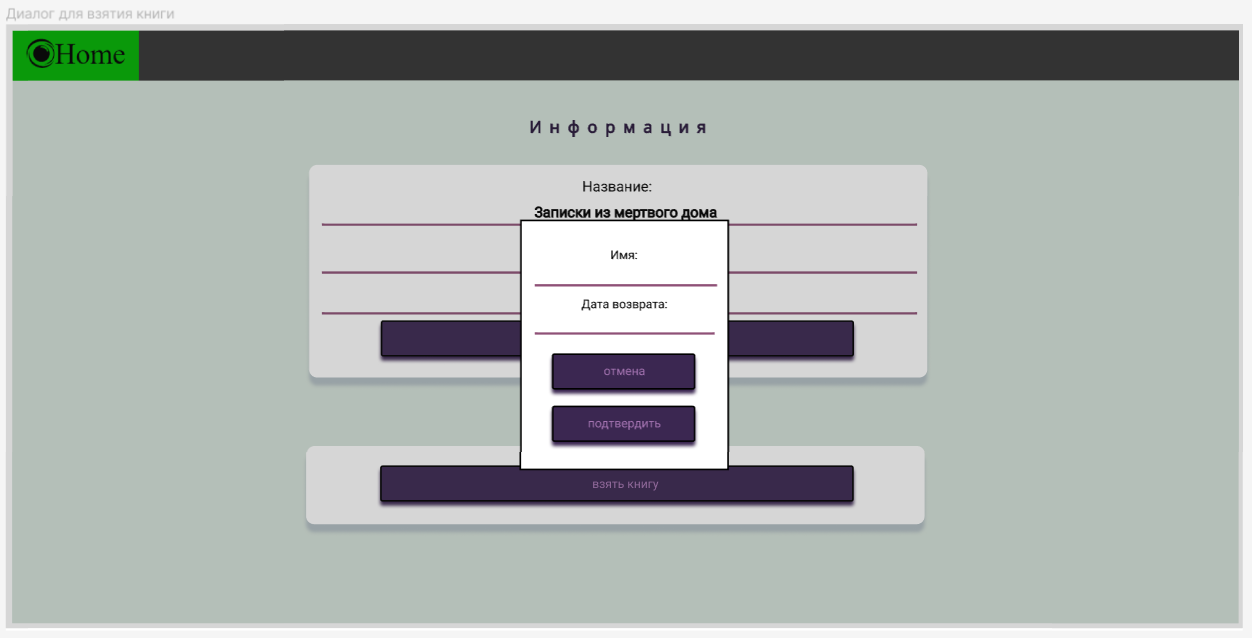 Диалог для взятия книги
Home
Информация
Название:
Записки из мертвого дома
Имя:
Дата возврата:
отмена
подтвердить
взять книгу